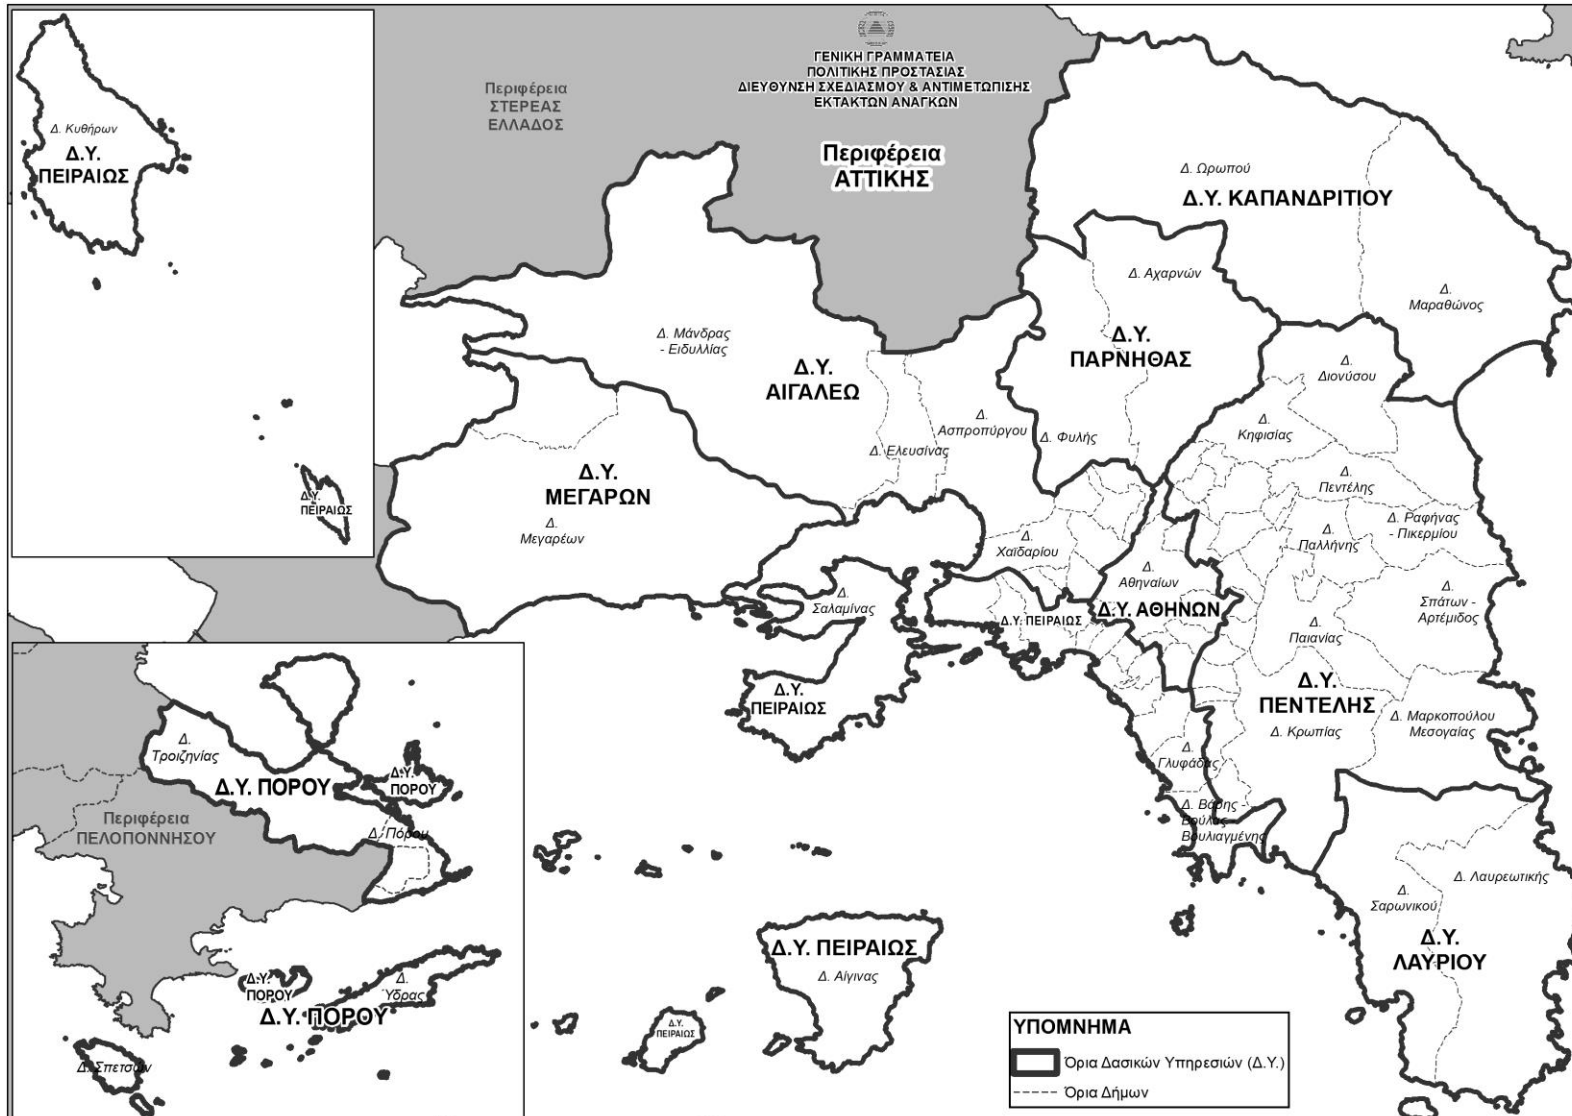 ΓΕΝΙΚΗ ΓΡΑΜΜΑΤΕΙΑ
ΠΟΛΙΤΙΚΗΣ ΠΡΟΣΤΑΣΙΑΣ
ΔΙΕΥΘΥΝΣΗ ΣΧΕΔΙΑΣΜΟΥ & ΑΝΤΙΜΕΤΩΠΙΣΗΣ
ΕΚΤΑΚΤΩΝ ΑΝΑΓΚΩΝ
Περιφέρεια
ΑΤΤΙΚΗΣ
Περιφέρεια
ΣΤΕΡΕΑΣ
ΕΛΛΑΔΟΣ
Δ. Κυθήρων
Δ.Υ.
ΠΕΙΡΑΙΩΣ
Δ.Υ.
ΠΕΙΡΑΙΩΣ
Δ. Ωρωπού
Δ.Υ. ΚΑΠΑΝΔΡΙΤΙΟΥ
Δ.
Μαραθώνος
Δ. Αχαρνών
Δ.Υ.
ΠΑΡΝΗΘΑΣ
Δ. Φυλής
Δ. Μάνδρας
- Ειδυλλίας
Δ.Υ.
ΑΙΓΑΛΕΩ
Δ.
Ασπροπύργου
Δ. Ελευσίνας
Δ.Υ.
ΜΕΓΑΡΩΝ
Δ.
Μεγαρέων
Δ.
Διονύσου
Δ.
Κηφισίας
Δ.
Πεντέλης
Δ. Ραφήνας
- Πικερμίου
Δ.
Παλλήνης
Δ.
Χαϊδαρίου
Δ.
Αθηναίων
Δ.Υ. ΑΘΗΝΩΝ
Δ.Υ. ΠΕΙΡΑΙΩΣ
Δ.
Σπάτων -
Αρτέμιδος
Δ.
Παιανίας
Δ.
Σαλαμίνας
Δ.Υ.
ΠΕΙΡΑΙΩΣ
Δ.Υ.
ΠΕΝΤΕΛΗΣ
Δ. Κρωπίας
Δ. Μαρκοπούλου
Μεσογαίας
Δ.
Γλυφάδας
Δ. Βάρης -
Βούλας -
Βουλιαγμένης
Δ. Λαυρεωτικής
Δ.
Σαρωνικού
Δ.Υ.
ΛΑΥΡΙΟΥ
Δ.
Τροιζηνίας
Δ.Υ. ΠΟΡΟΥ
Δ.Υ.
ΠΟΡΟΥ
Περιφέρεια
ΠΕΛΟΠΟΝΝΗΣΟΥ
Δ. Πόρου
Δ.Υ.
ΠΟΡΟΥ
Δ.
Ύδρας
Δ.Υ. ΠΟΡΟΥ
Δ. Σπετσών
Δ.Υ. ΠΕΙΡΑΙΩΣ
Δ. Αίγινας
Δ.Υ.
ΠΕΙΡΑΙΩΣ
ΥΠΟΜΝΗΜΑ
Όρια Δασικών Υπηρεσιών (Δ.Υ.)
Όρια Δήμων